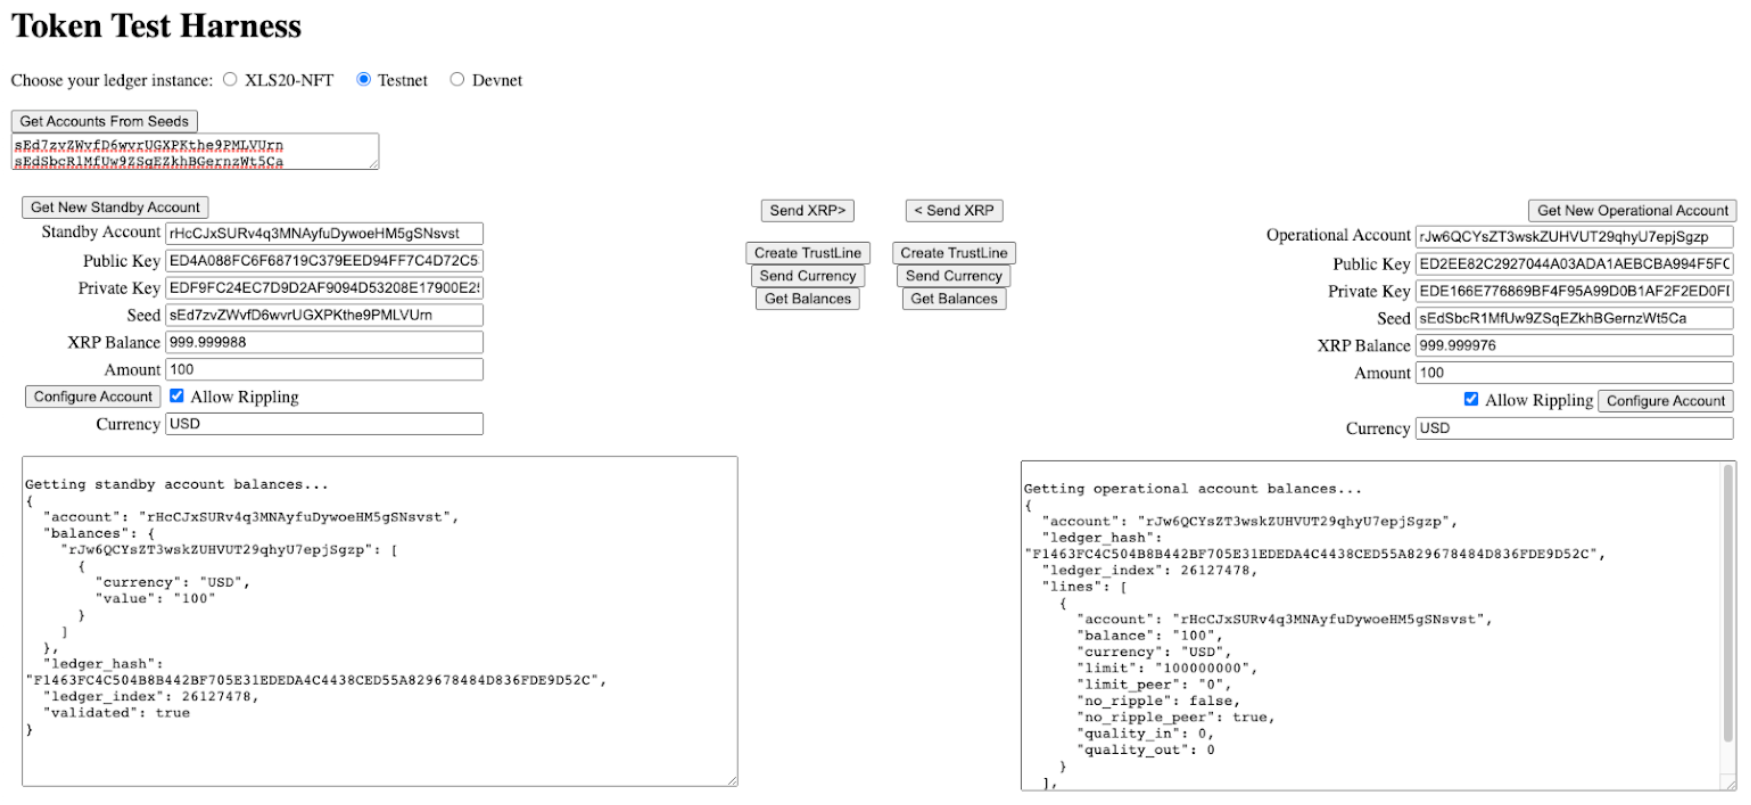 Token Test Harness
Choose your ledger instance: XLS20-NFT Testnet Devnet
Get Accounts From Seeds
sEd7zvZWvfD6wvrUGXPKthe9PMLVUrn
sEdSbcR1MfUw9ZSqEZkhBGernzWt5Ca
Get New Standby Account
Standby Account rHcCJxSURv4q3MNAyfuDywoeHM5gSNsvst
Public Key ED4A088FC6F68719C379EED94FF7C4D72C5
Private Key EDF9FC24EC7D9D2AF9094D53208E17900E2
Seed sEd7zvZWvfD6wvrUGXPKthe9PMLVUrn
XRP Balance 999.999988
Amount 100
Configure Account Allow Rippling
Currency USD
Send XRP> < Send XRP
Create TrustLine Create TrustLine
Send Currency Send Currency
Get Balances Get Balances
Get New Operational Account
Operational Account rJw6QCYsZT3wskZUHVUT29qhyU7epjSgzp
Public Key ED2EE82C2927044A03ADA1AEBCBA994F5F
Private Key EDE166E776869BF4F95A99D0B1AF2F2ED0F
Seed sEdSbcR1MfUw9ZSqEZkhBGernzWt5Ca
XRP Balance 999.999976
Amount 100
Allow Rippling Configure Account
Currency USD
Getting standby account balances...
{
"account": "rHcCJxSURv4q3MNAyfuDywoeHM5gSNsvst",
"balances": {
"rJw6QCYsZT3wskZUHVUT29qhyU7epjSgzp": [
{
"currency": "USD",
"value": "100"
}
]
},
"ledger_hash":
"F1463FC4C504B8B442BF705E31EDEDA4C4438CED55A829678484D836FDE9D52C",
"ledger_index": 26127478,
"validated": true
}
Getting operational account balances...
{
"account": "rJw6QCYsZT3wskZUHVUT29qhyU7epjSgzp",
"ledger_hash":
"F1463FC4C504B8B442BF705E31EDEDA4C4438CED55A829678484D836FDE9D52C",
"ledger_index": 26127478,
"lines": [
{
"account": "rHcCJxSURv4q3MNAyfuDywoeHM5gSNsvst",
"balance": "100",
"currency": "USD",
"limit": "100000000",
"limit_peer": "0",
"no_ripple": false,
"no_ripple_peer": true,
"quality_in": 0,
"quality_out": 0
}
],